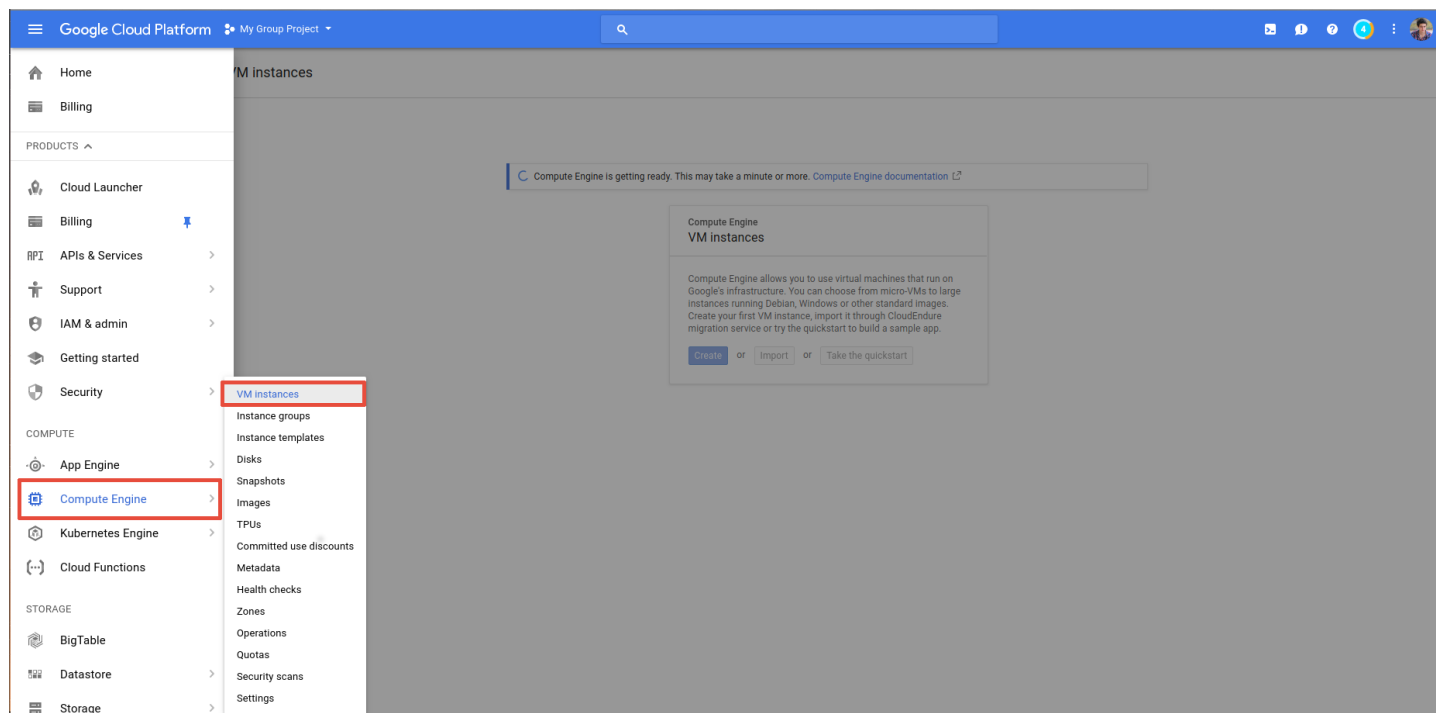 Google Cloud Platform
My Group Project
4
Home
VM instances
Billing
PRODUCTS
Cloud Launcher
Billing
API APIs & Services
Support
IAM & admin
Getting started
Security
COMPUTE
App Engine
Compute Engine
Kubernetes Engine
Cloud Functions
STORAGE
BigTable
Datastore
Storage
VM instances
Instance groups
Instance templates
Disks
Snapshots
Images
TPUs
Committed use discounts
Metadata
Health checks
Zones
Operations
Quotas
Security scans
Settings
Compute Engine is getting ready. This may take a minute or more. Compute Engine documentation
Compute Engine
VM instances
Compute Engine allows you to use virtual machines that run on
Google's infrastructure. You can choose from micro-VMs to large
instances running Debian, Windows or other standard images.
Create your first VM instance, import it through CloudEndure
migration service or try the quickstart to build a sample app.
Create or Import or Take the quickstart